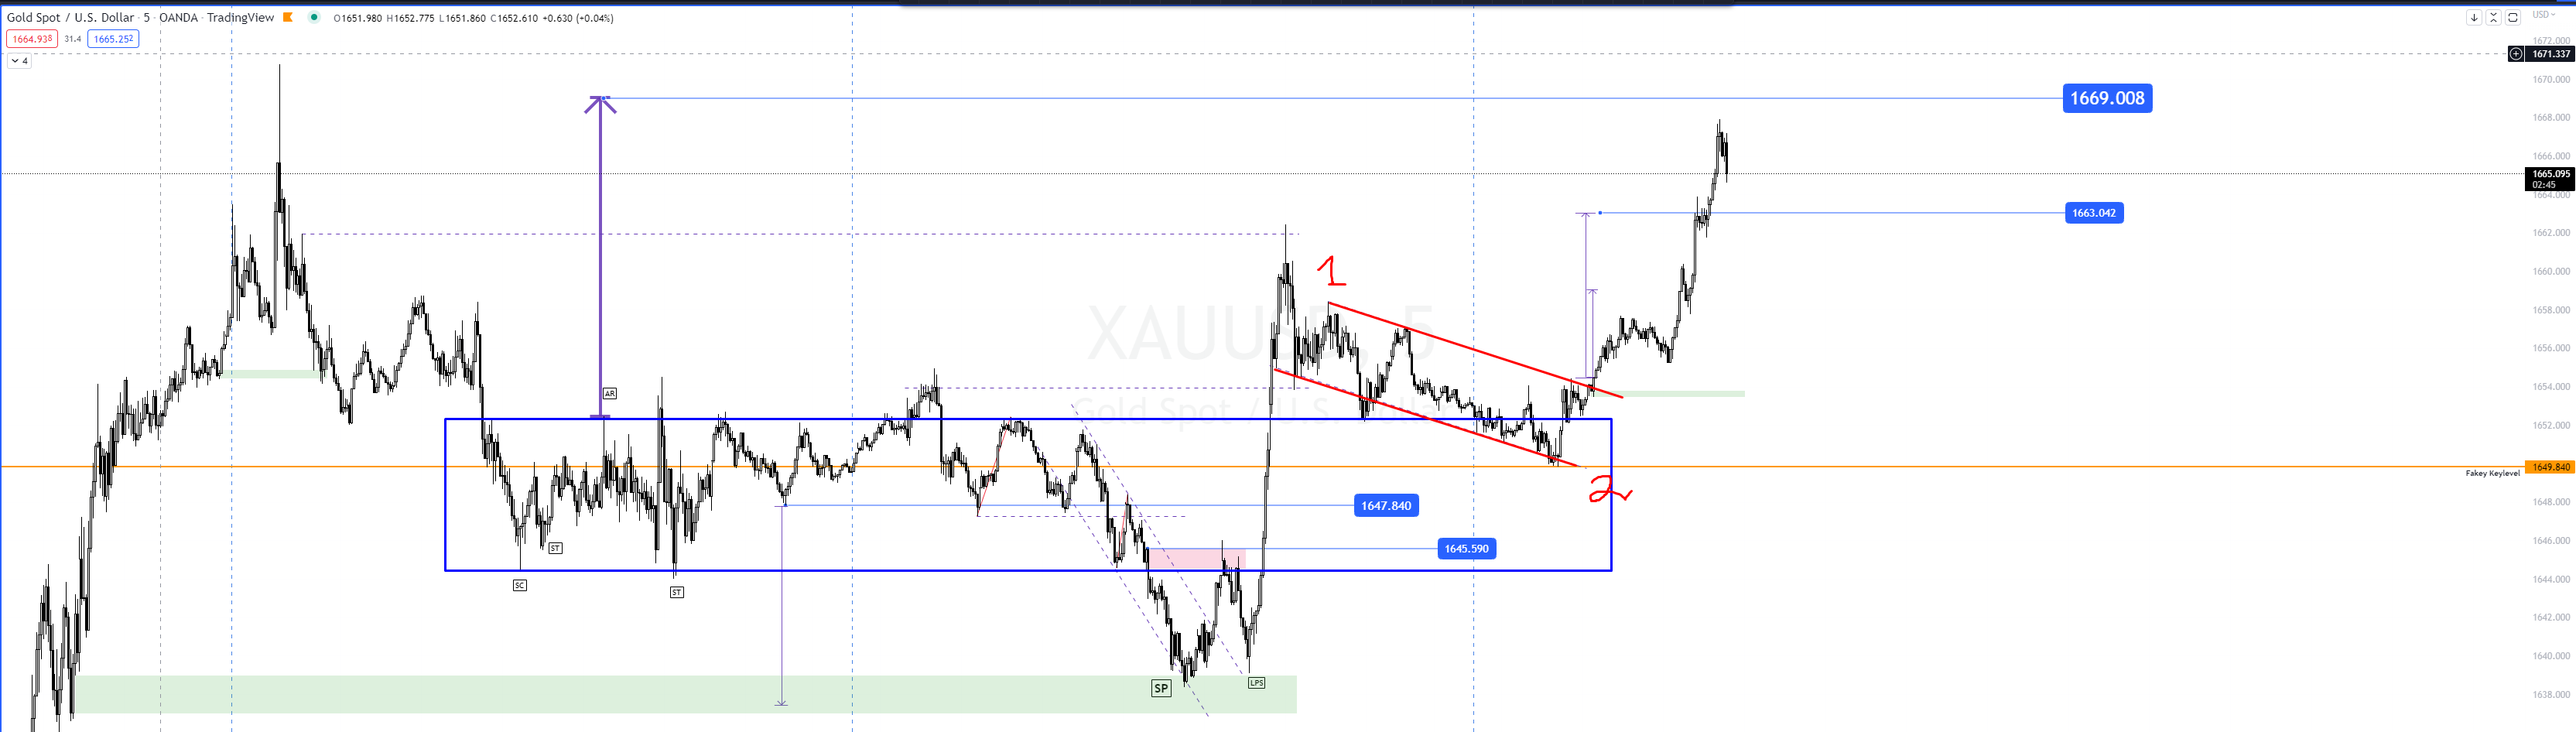 Gold Spot / U.S. Dollar · 5 · OANDA · TradingView
O1651.980 H1652.775 L1651.860 C1652.610 +0.630 (+0.04%)
USD
1664.938 31.4 1665.252
4
1672.000
1671.337
1670.000
1669.008
1668.000
1666.000
1665.095
02:45
1664.000
1663.042
1662.000
1
1660.000
1658.000
XAUUSD, 5
1656.000
1654.000
AR
Gold Spot / U.S. Dollar
1652.000
1649.840
Fakey Keylevel
2
1648.000
1647.840
1646.000
ST
1645.590
1644.000
SC
ST
1642.000
1640.000
SP
LPS
1638.000